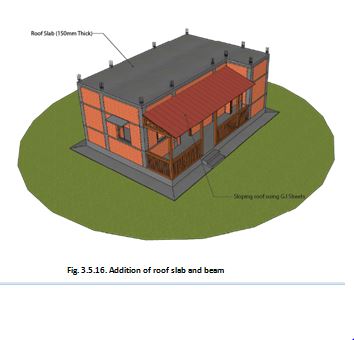 Roof Slab (150mm Thick)
Sloping roof using G.I Sheets
Fig. 3.5.16. Addition of roof slab and beam